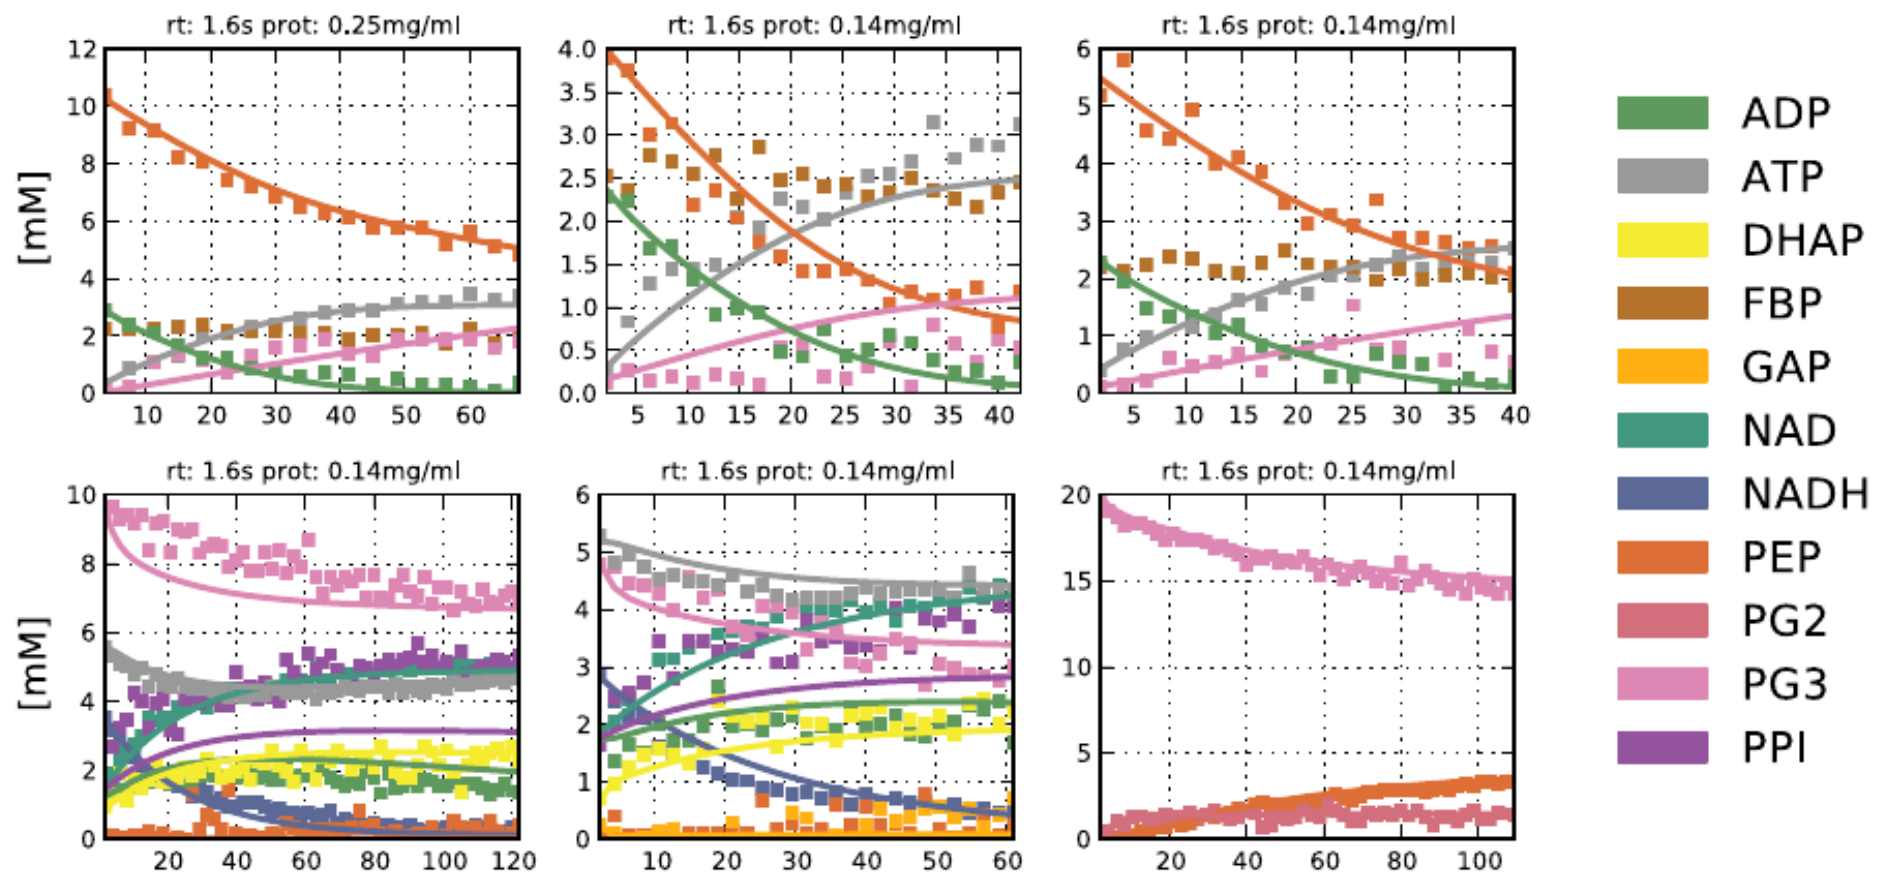 rt: 1.6s prot: 0.25mg/ml
rt: 1.6s prot: 0.14mg/ml
rt: 1.6s prot: 0.14mg/ml
[mM]
12
10
8
6
4
2
0
10 20 30 40 50 60
4.0
3.5
3.0
2.5
2.0
1.5
1.0
0.5
0.0
5 10 15 20 25 30 35 40
6
5
4
3
2
1
0
5 10 15 20 25 30 35 40
rt: 1.6s prot: 0.14mg/ml
rt: 1.6s prot: 0.14mg/ml
rt: 1.6s prot: 0.14mg/ml
[mM]
10
8
6
4
2
0
20 40 60 80 100 120
6
5
4
3
2
1
0
10 20 30 40 50 60
20
15
10
5
0
20 40 60 80 100
ADP
ATP
DHAP
FBP
GAP
NAD
NADH
PEP
PG2
PG3
PPI